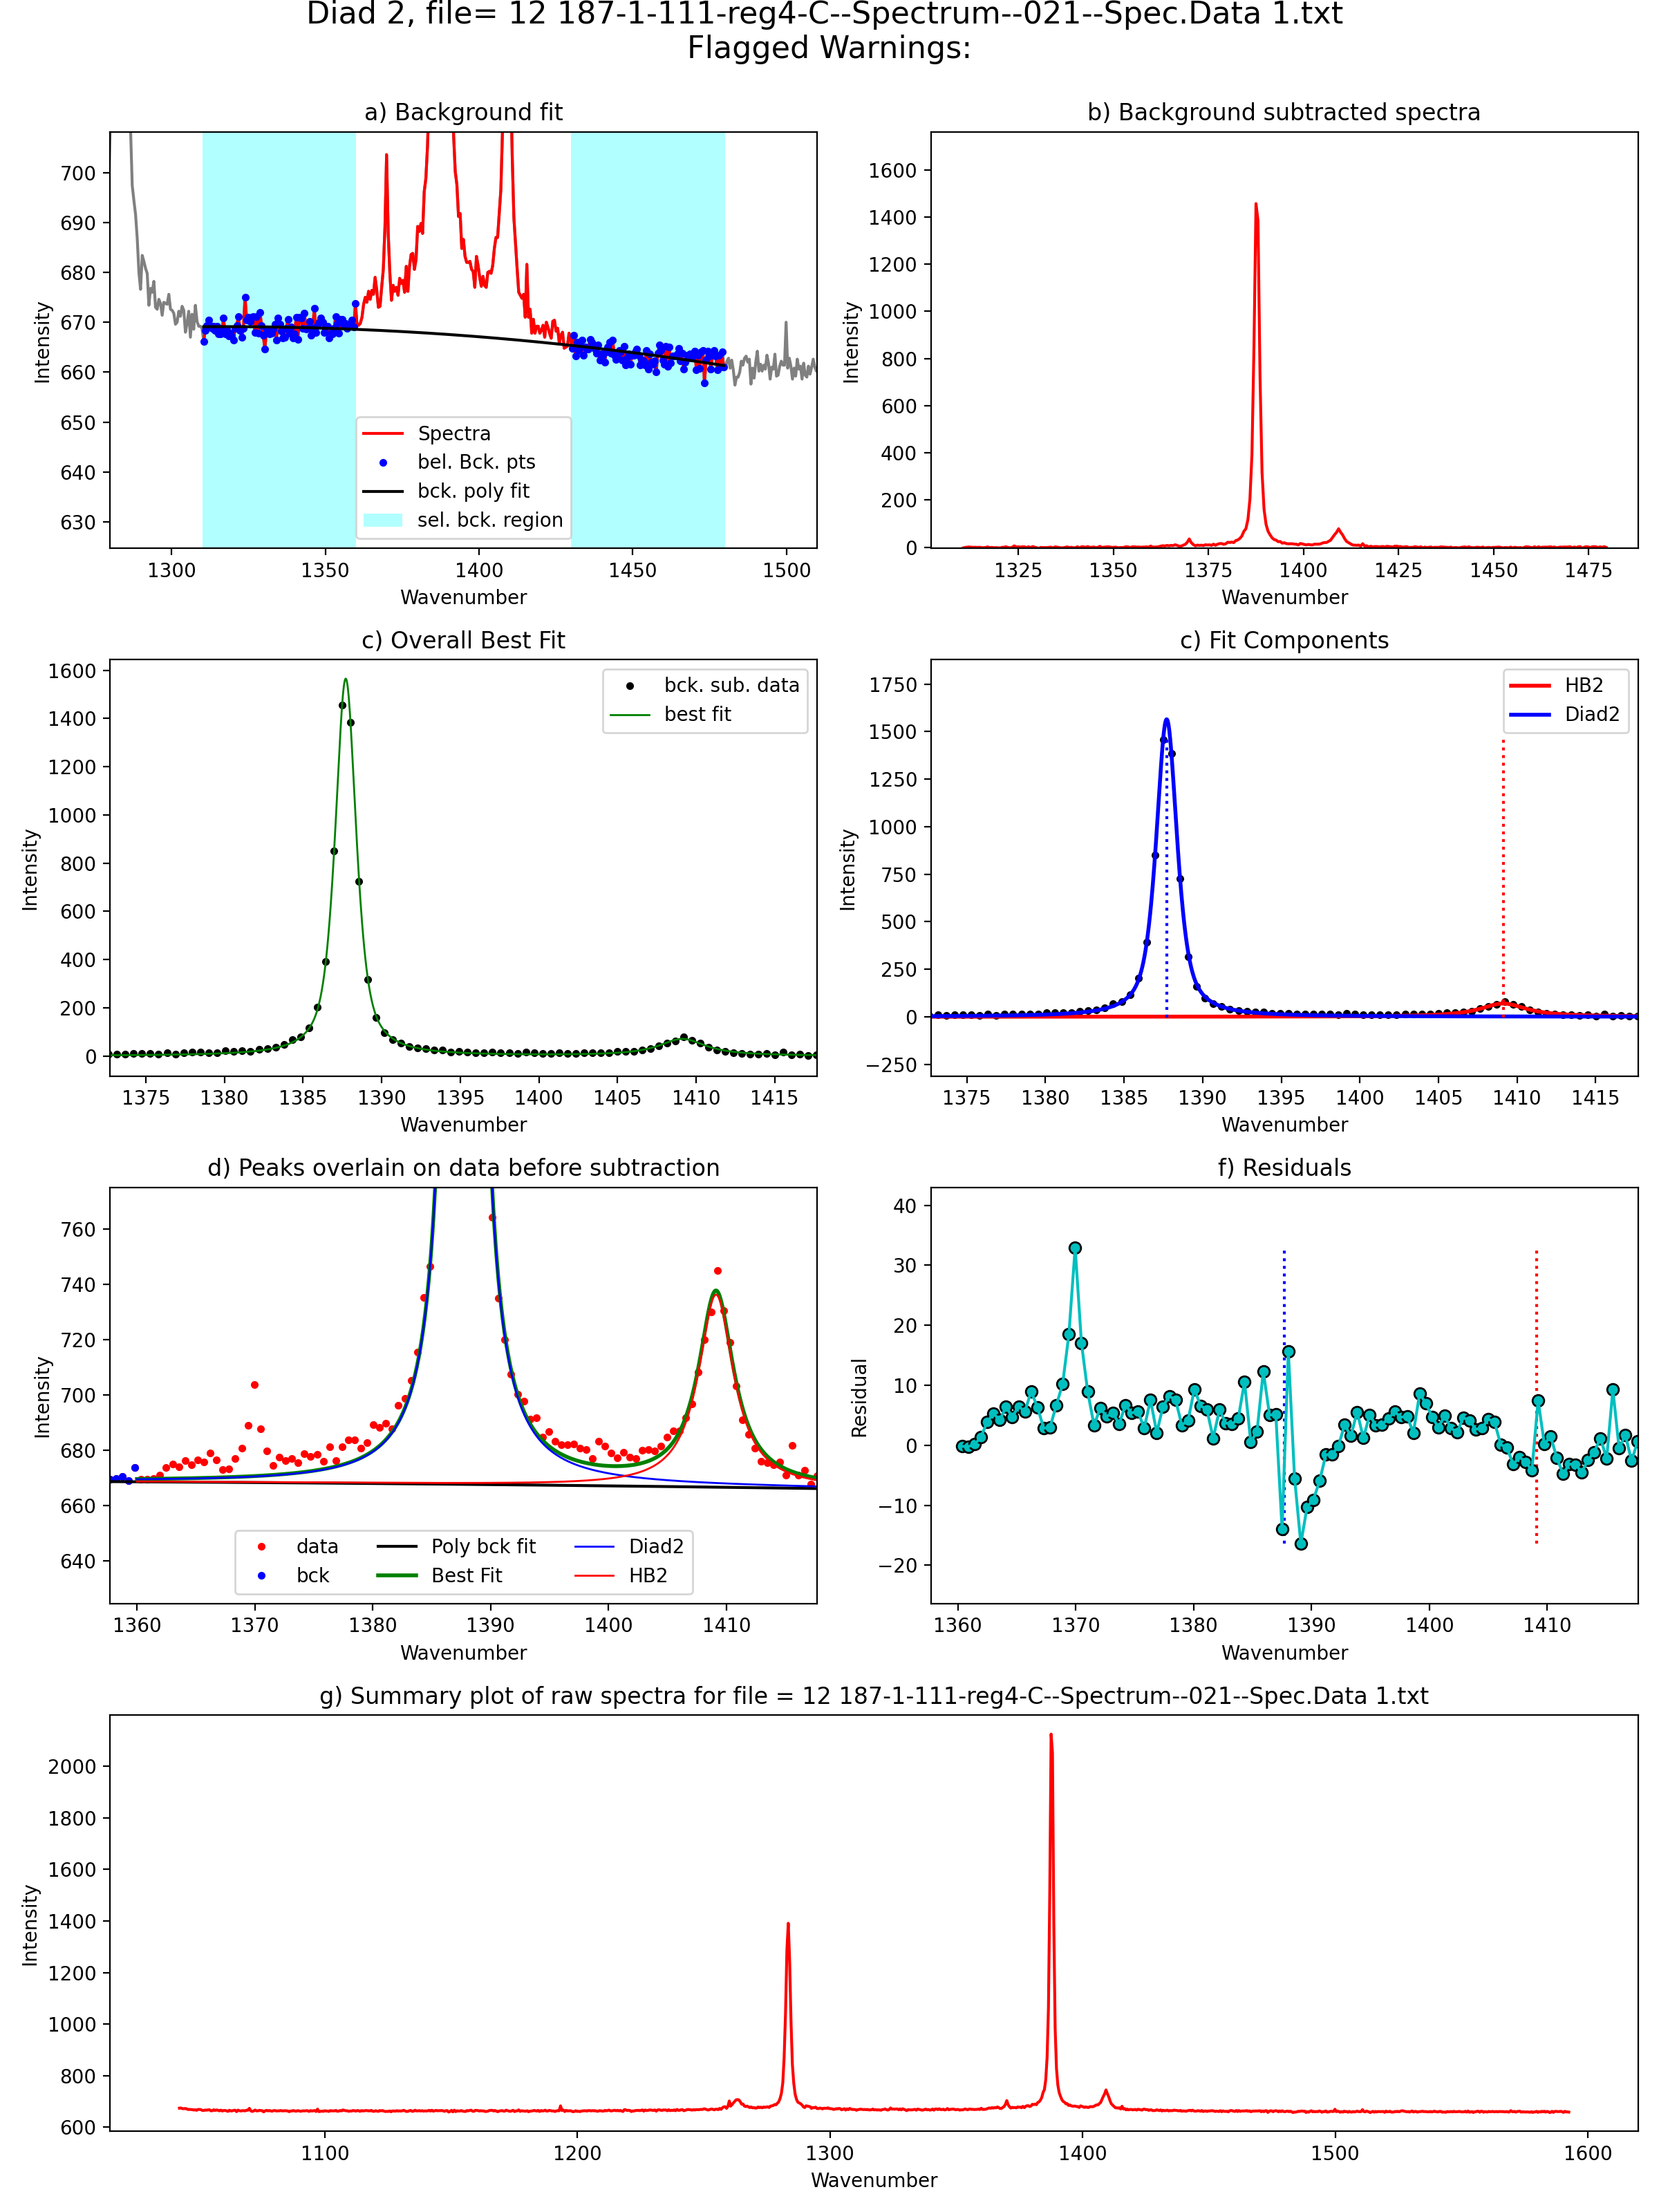 Diad 2, file= 12 187-1-111-reg4-C--Spectrum--021--Spec.Data 1.txt
Flagged Warnings:
a) Background fit
700
690
680
670
660
650
640
630
Intensity
Spectra
bel. Bck. pts
bck. poly fit
sel. bck. region
1300 1350 1400 1450 1500
Wavenumber
b) Background subtracted spectra
1600
1400
1200
1000
800
600
400
200
0
Intensity
1325 1350 1375 1400 1425 1450 1475
Wavenumber
c) Overall Best Fit
1600
1400
1200
1000
800
600
400
200
0
Intensity
bck. sub. data
best fit
1375 1380 1385 1390 1395 1400 1405 1410 1415
Wavenumber
c) Fit Components
1750
1500
1250
1000
750
500
250
0
−250
Intensity
HB2
Diad2
1375 1380 1385 1390 1395 1400 1405 1410 1415
Wavenumber
d) Peaks overlain on data before subtraction
760
740
720
700
680
660
640
Intensity
data
bck
Poly bck fit
Best Fit
Diad2
HB2
1360 1370 1380 1390 1400 1410
Wavenumber
f) Residuals
40
30
20
10
0
−10
−20
Residual
1360 1370 1380 1390 1400 1410
Wavenumber
g) Summary plot of raw spectra for file = 12 187-1-111-reg4-C--Spectrum--021--Spec.Data 1.txt
2000
1800
1600
1400
1200
1000
800
600
Intensity
1100 1200 1300 1400 1500 1600
Wavenumber